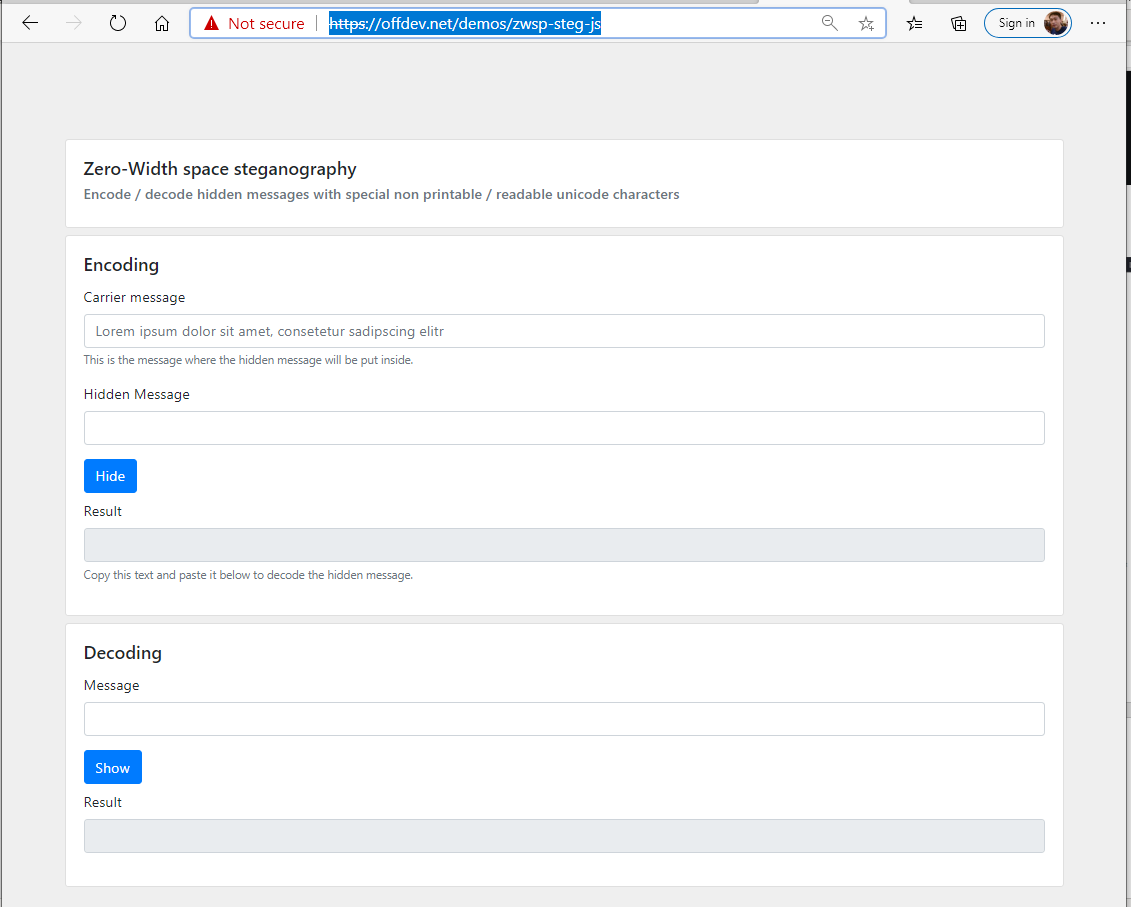 Not secure | https://offdev.net/demos/zwsp-steg-js
Sign in
Zero-Width space steganography
Encode / decode hidden messages with special non printable / readable unicode characters
Encoding
Carrier message
Lorem ipsum dolor sit amet, consetetur sadipscing elitr
This is the message where the hidden message will be put inside.
Hidden Message
Hide
Result
Copy this text and paste it below to decode the hidden message.
Decoding
Message
Show
Result